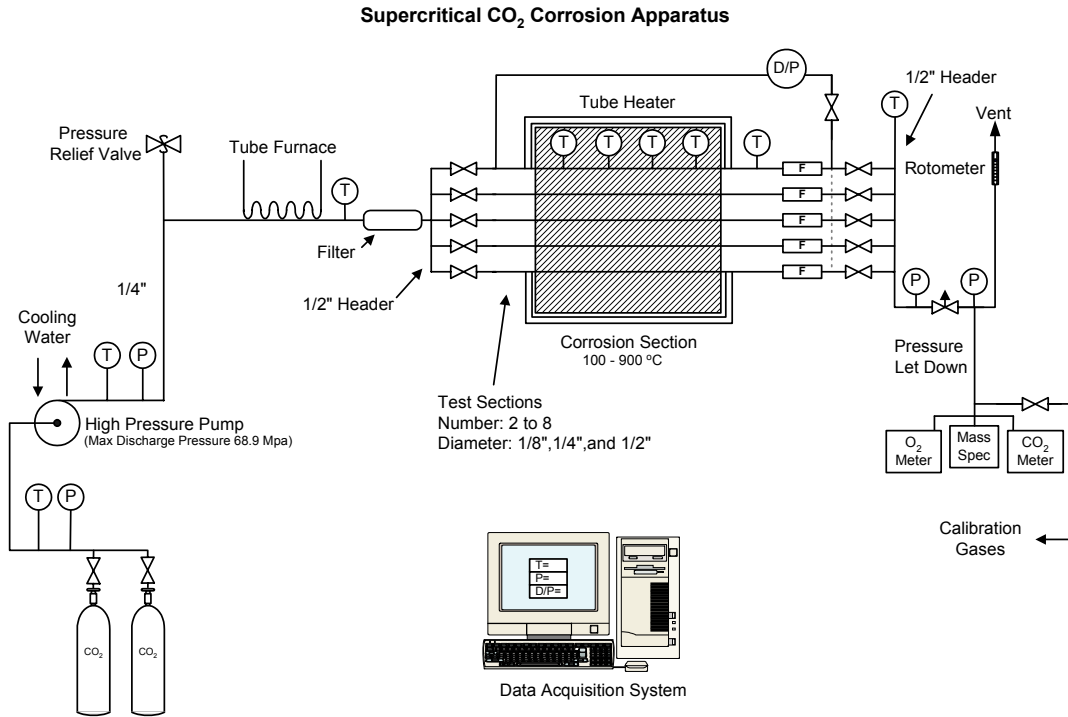 Supercritical CO2 Corrosion Apparatus
D/P
1/2" Header
Tube Heater
T
Vent
Pressure
Relief Valve
Tube Furnace
T
T
T
T
T
T
Rotometer
F
F
F
F
F
Filter
1/4"
1/2" Header
P
P
Cooling
Water
T
P
Corrosion Section
100 - 900 ºC
Pressure
Let Down
Test Sections
Number: 2 to 8
Diameter: 1/8",1/4",and 1/2"
High Pressure Pump
(Max Discharge Pressure 68.9 Mpa)
O2
Meter
Mass
Spec
CO2
Meter
T
P
Calibration
Gases
T=
P=
D/P=
CO2
CO2
Data Acquisition System